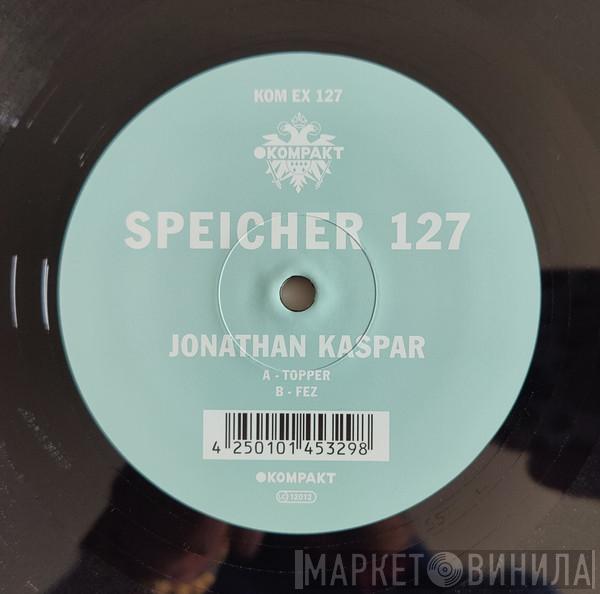 KOM EX 127
KOMPAKT
SPEICHER 127
JONATHAN KASPAR
A - TOPPER
B - FEZ
4 250101 453298
KOMPAKT
LC 12012
МАРКЕТ ВИНИЛА